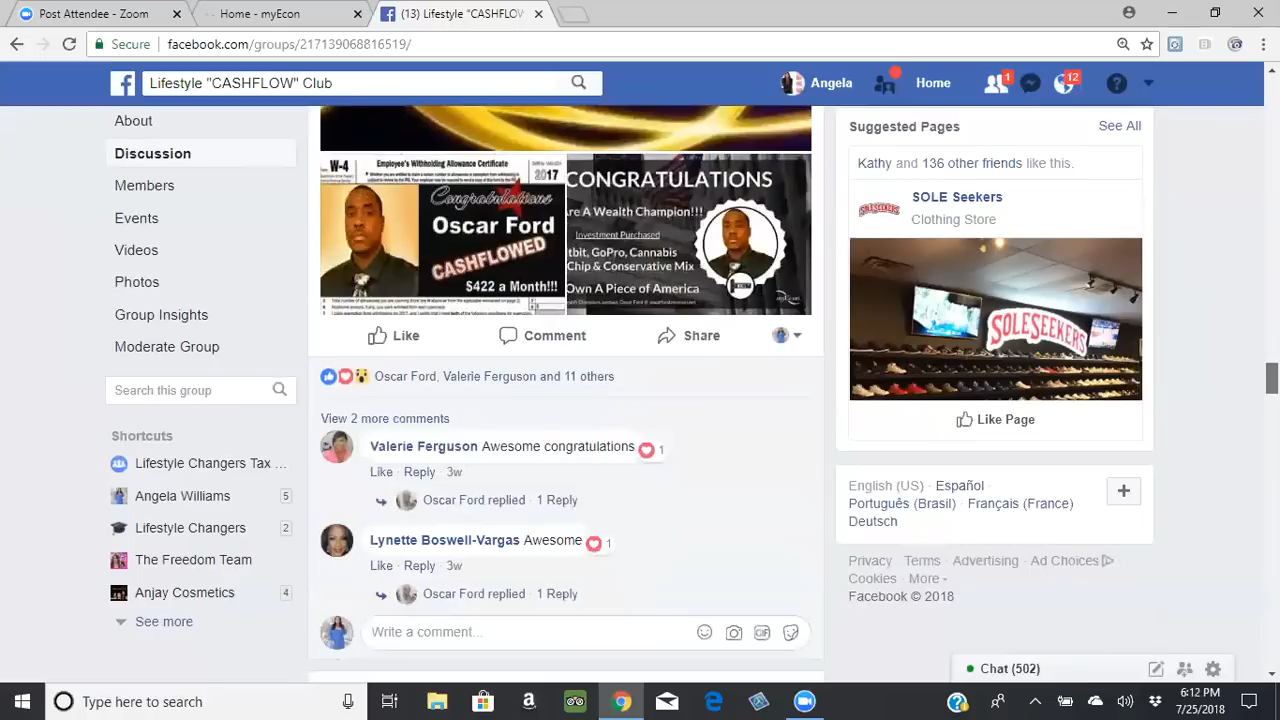 Post Attendee - Zoom
Home - myEcon
(13) Lifestyle "CASHFLOW
Secure
facebook.com/groups/217139068816519/
Lifestyle "CASHFLOW" Club
Angela
Home
1
12
About
Discussion
Members
Events
Videos
Photos
Group Insights
Moderate Group
Search this group
Shortcuts
Lifestyle Changers Tax ...
Angela Williams
5
Lifestyle Changers
2
The Freedom Team
Anjay Cosmetics
4
See more
W-4
Employee's Withholding Allowance Certificate
2017
Congratulations
Oscar Ford
CASHFLOWED
$422 a Month!!!
CONGRATULATIONS
Are A Wealth Champion!!!
Investment Purchased
tbit, GoPro, Cannabis
Chip & Conservative Mix
Own A Piece of America
Like
Comment
Share
Oscar Ford, Valerie Ferguson and 11 others
View 2 more comments
Valerie Ferguson Awesome congratulations
1
Like · Reply · 3w
Oscar Ford replied · 1 Reply
Lynette Boswell-Vargas Awesome
1
Like · Reply · 3w
Oscar Ford replied · 1 Reply
Write a comment...
GIF
Suggested Pages
See All
Kathy and 136 other friends like this.
SOLE Seekers
Clothing Store
SOLESEEKERS
Like Page
English (US) · Español ·
Português (Brasil) · Français (France) ·
Deutsch
Privacy · Terms · Advertising · Ad Choices
Cookies · More
Facebook © 2018
Chat (502)
Type here to search
6:12 PM
7/25/2018